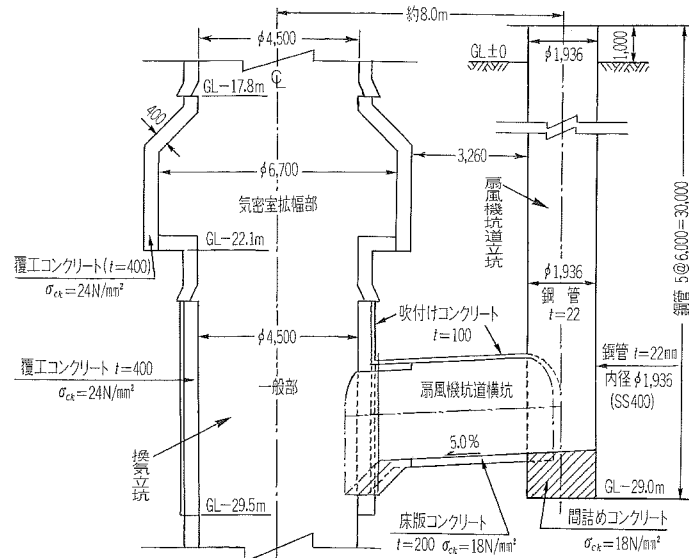 約8.0m
φ4,500
GL±0
φ1,936
1,000
GL−17.8m
C̲L
400
3,260
φ6,700
気密室拡幅部
扇風機坑道立坑
GL−22.1m
覆工コンクリート(t=400)
σck=24N/mm²
φ1,936
鋼管
t=22
鋼管 5@6,000=30,000
吹付けコンクリート
t=100
φ4,500
鋼管 t=22mm
内径φ1,936
(SS400)
覆工コンクリート t=400
σck=24N/mm²
一般部
扇風機坑道横坑
換気立坑
5.0%
GL−29.5m
GL−29.0m
床版コンクリート
t=200 σck=18N/mm²
間詰めコンクリート
σck=18N/mm²